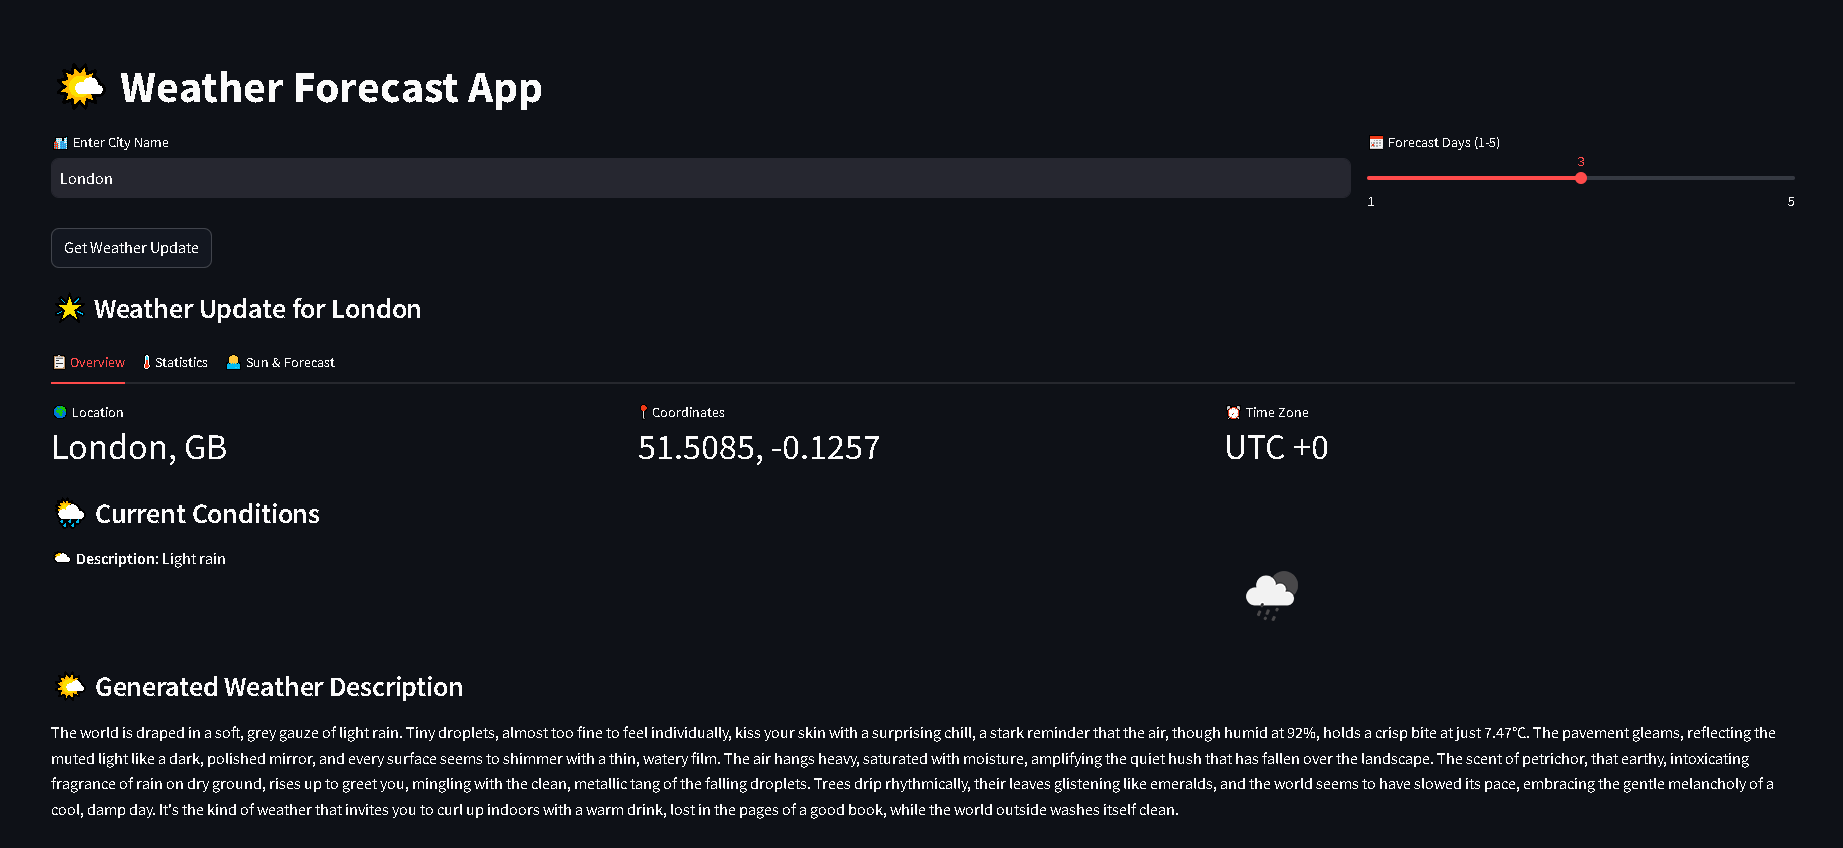 Weather Forecast App
Enter City Name
Forecast Days (1-5)
3
London
1
5
Get Weather Update
Weather Update for London
Overview
Statistics
Sun & Forecast
Location
Coordinates
Time Zone
London, GB
51.5085, -0.1257
UTC +0
Current Conditions
Description: Light rain
Generated Weather Description
The world is draped in a soft, grey gauze of light rain. Tiny droplets, almost too fine to feel individually, kiss your skin with a surprising chill, a stark reminder that the air, though humid at 92%, holds a crisp bite at just 7.47°C. The pavement gleams, reflecting the
muted light like a dark, polished mirror, and every surface seems to shimmer with a thin, watery film. The air hangs heavy, saturated with moisture, amplifying the quiet hush that has fallen over the landscape. The scent of petrichor, that earthy, intoxicating
fragrance of rain on dry ground, rises up to greet you, mingling with the clean, metallic tang of the falling droplets. Trees drip rhythmically, their leaves glistening like emeralds, and the world seems to have slowed its pace, embracing the gentle melancholy of a
cool, damp day. It's the kind of weather that invites you to curl up indoors with a warm drink, lost in the pages of a good book, while the world outside washes itself clean.